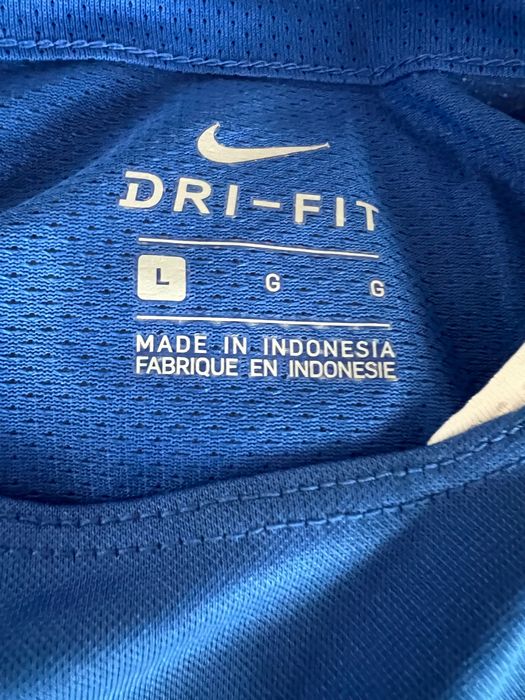 DRI-FIT
L G G
MADE IN INDONESIA
FABRIQUE EN INDONESIE